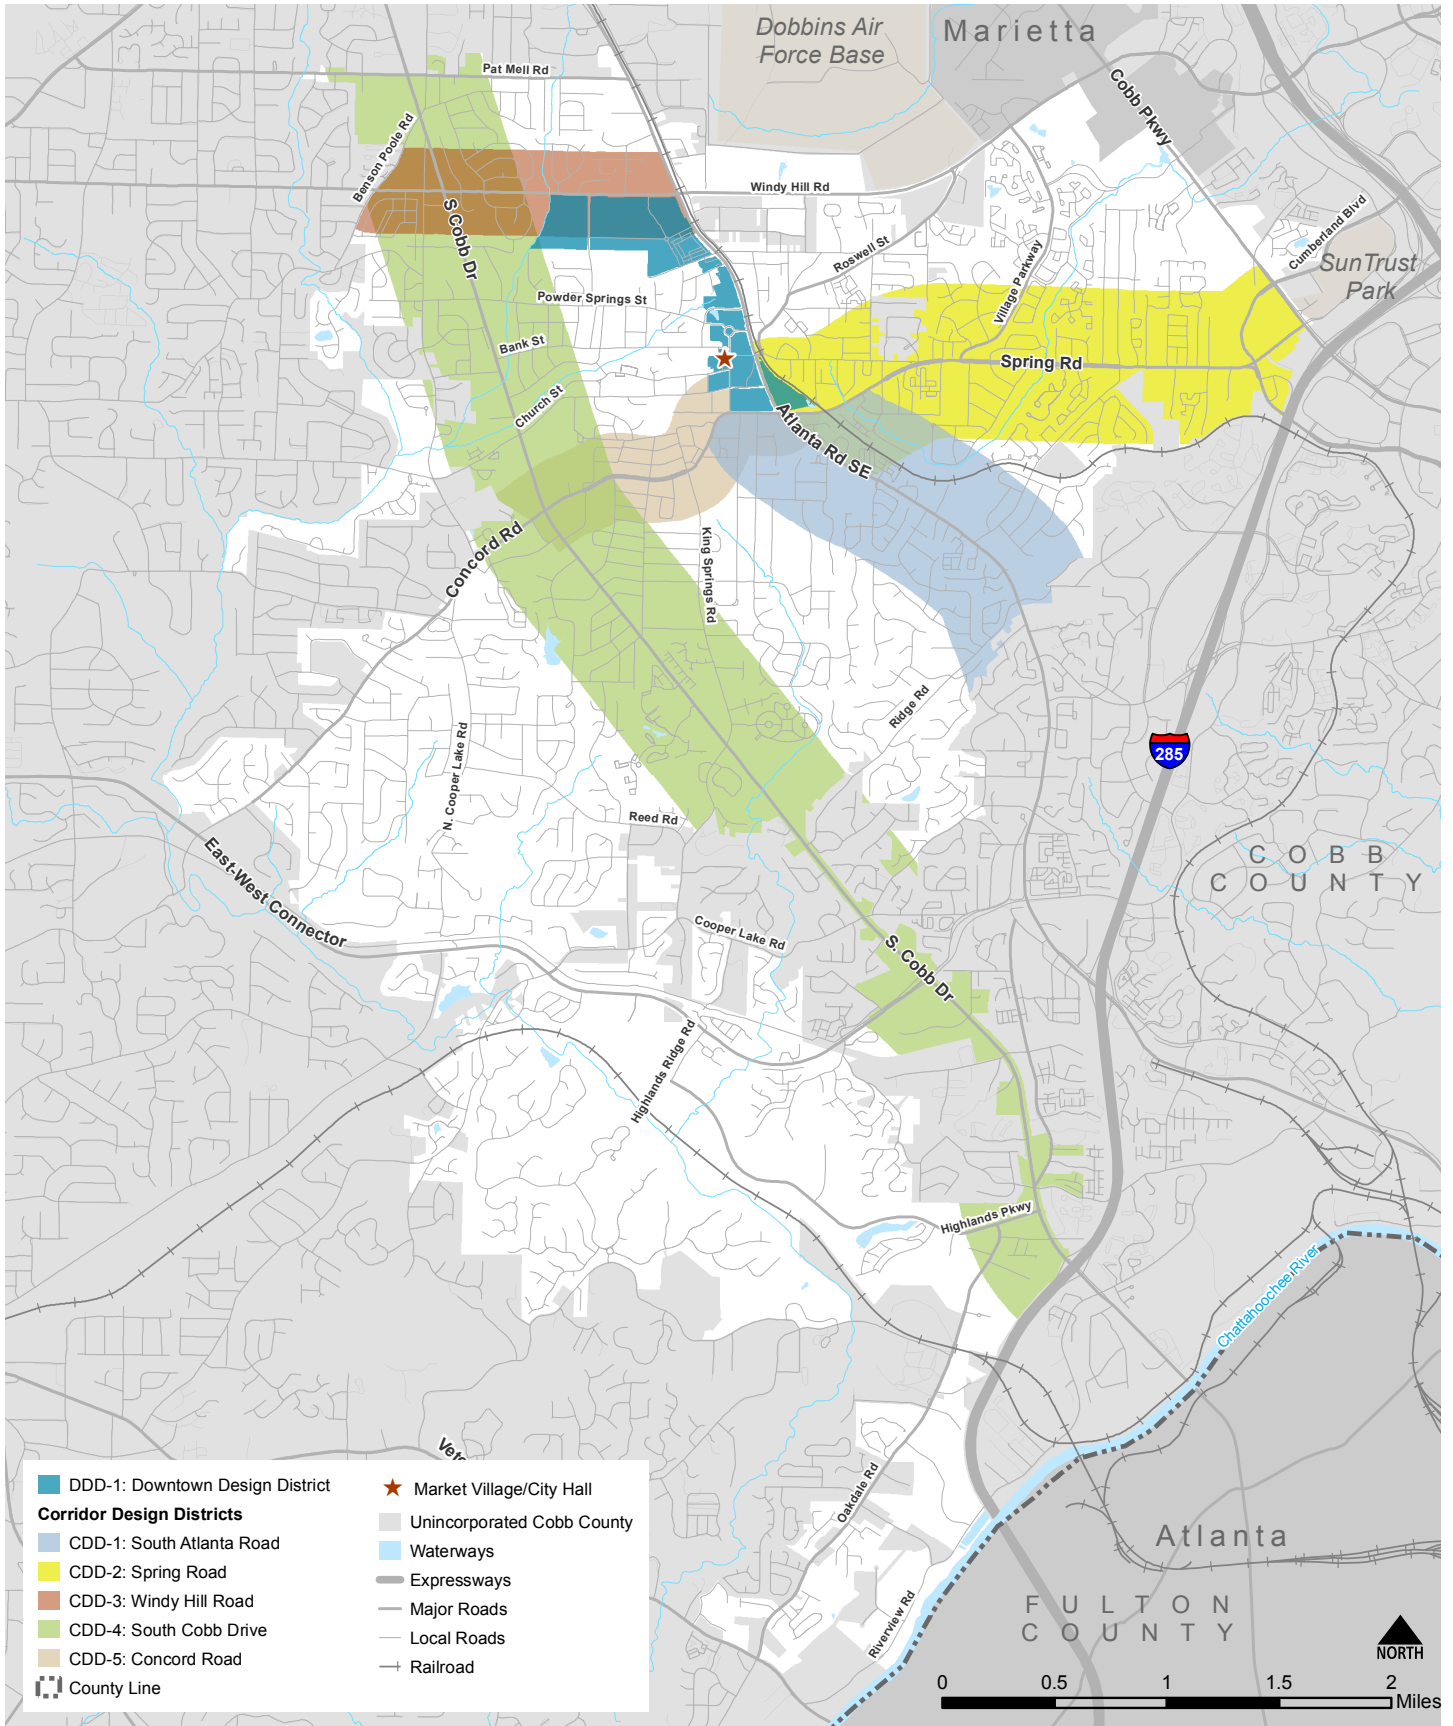 Dobbins Air
Force Base
Marietta
Pat Mell Rd
Cobb Pkwy
Benson Poole Rd
Windy Hill Rd
S Cobb Dr
Cumberland Blvd
Roswell St
Village Parkway
SunTrust
Park
Powder Springs St
Bank St
Spring Rd
Church St
Atlanta Rd SE
Concord Rd
King Springs Rd
Ridge Rd
N. Cooper Lake Rd
285
Reed Rd
East-West Connector
COBB
COUNTY
Cooper Lake Rd
S. Cobb Dr
Highlands Ridge Rd
Highlands Pkwy
Chattahoochee River
Oakdale Rd
Riverview Rd
Atlanta
FULTON
COUNTY
DDD-1: Downtown Design District
Corridor Design Districts
CDD-1: South Atlanta Road
CDD-2: Spring Road
CDD-3: Windy Hill Road
CDD-4: South Cobb Drive
CDD-5: Concord Road
County Line
Market Village/City Hall
Unincorporated Cobb County
Waterways
Expressways
Major Roads
Local Roads
Railroad
NORTH
0 0.5 1 1.5 2
Miles